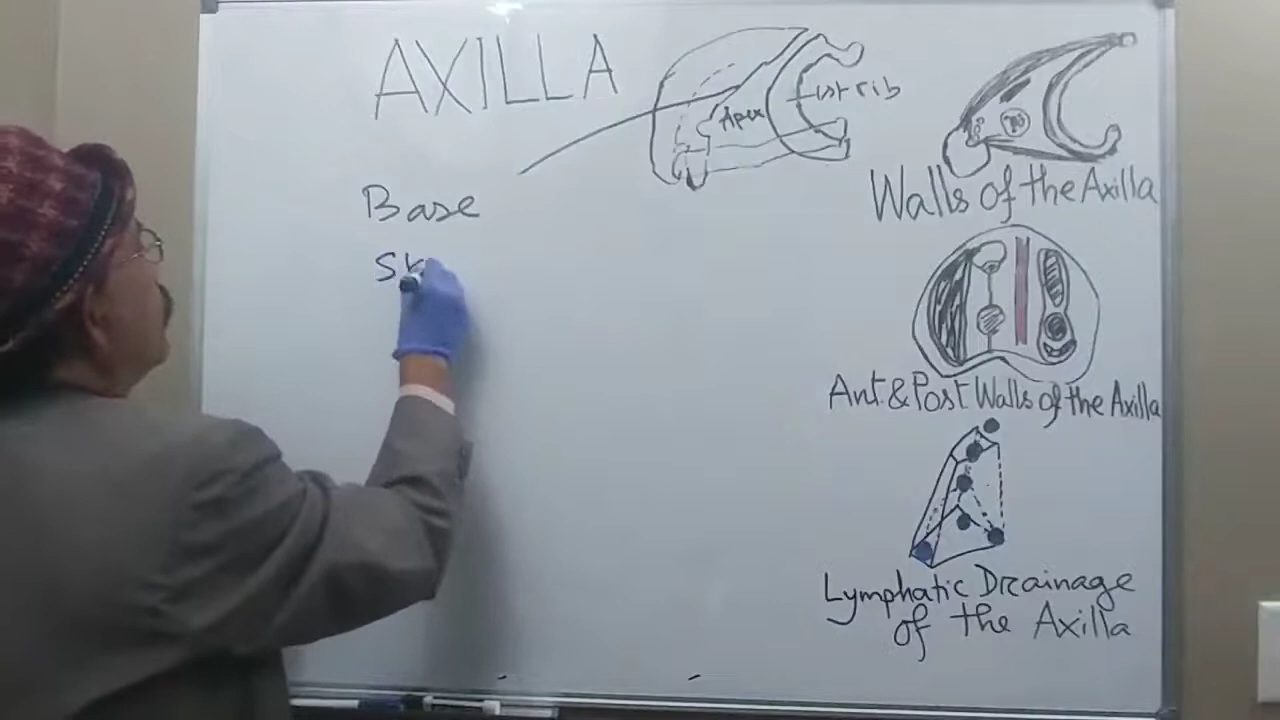 AXILLA
Apex
1st rib
Base
Walls of the Axilla
Ant. & Post Walls of the Axilla
Lymphatic Drainage
of the Axilla